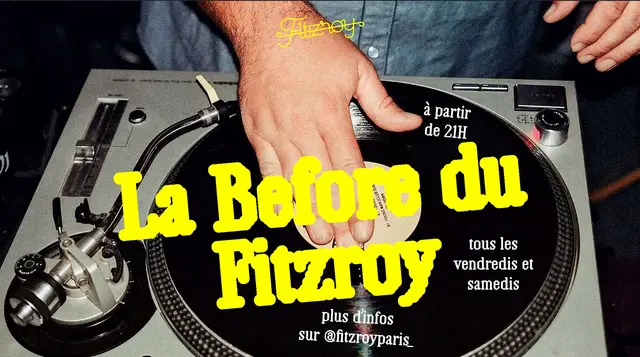 Fitzroy
à partir
de 21H
La Before du
Fitzroy
tous les
vendredis et
samedis
plus d'infos
sur @fitzroyparis_